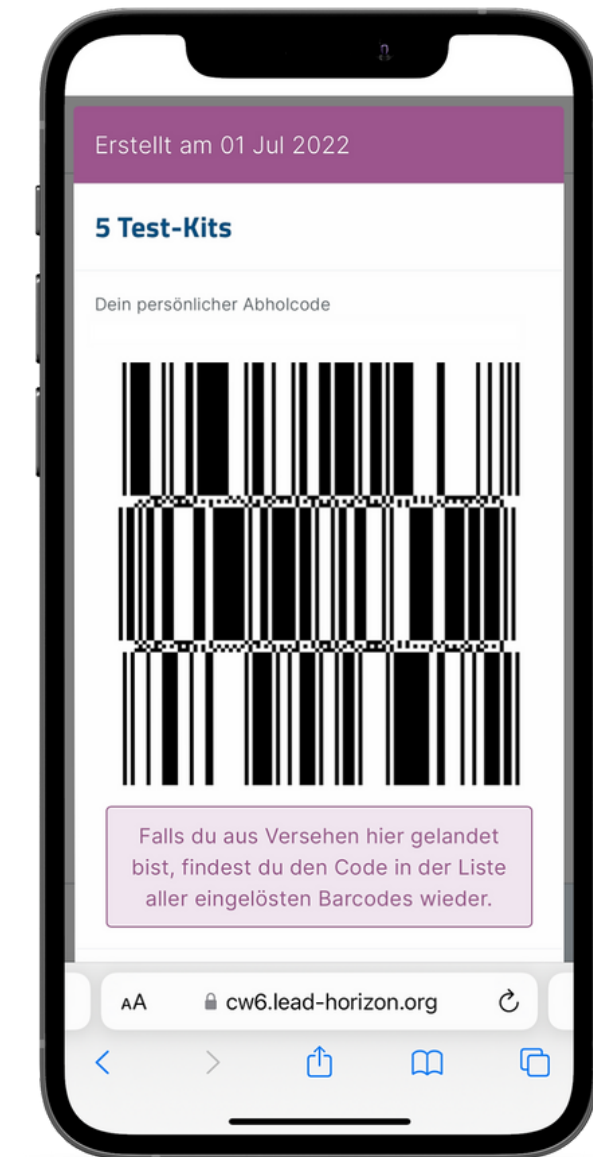 Erstellt am 01 Jul 2022
5 Test-Kits
Dein persönlicher Abholcode
Falls du aus Versehen hier gelandet
bist, findest du den Code in der Liste
aller eingelösten Barcodes wieder.
AA cw6.lead-horizon.org